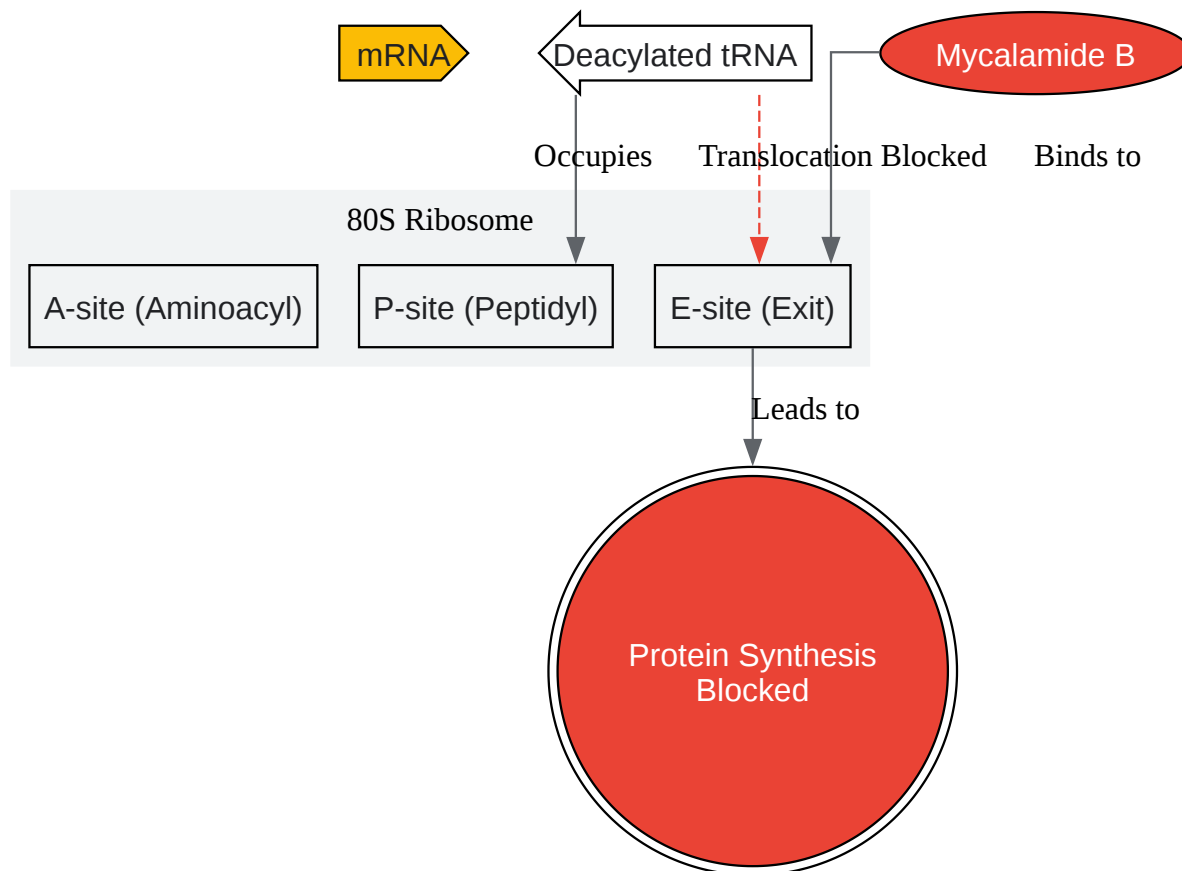 mRNA
Deacylated tRNA
Mycalamide B
Occupies
Translocation Blocked
Binds to
80S Ribosome
A-site (Aminoacyl)
P-site (Peptidyl)
E-site (Exit)
Leads to
Protein Synthesis
Blocked